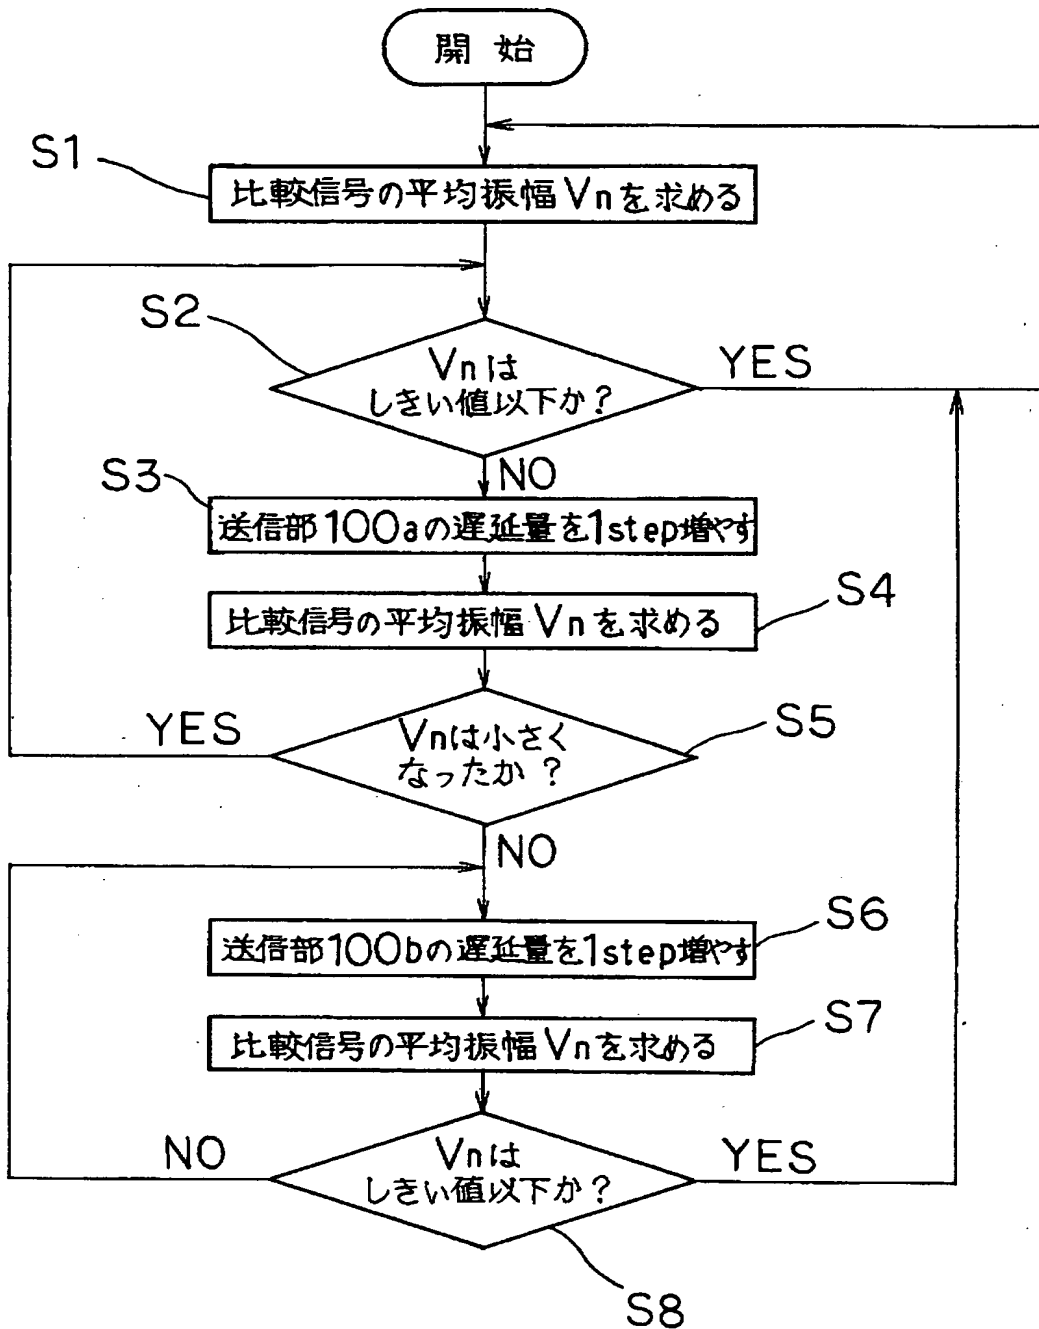 開始
S1
比較信号の平均振幅Vnを求める
S2
Vnは
しきい値以下か?
YES
NO
S3
送信部100aの遅延量を1step増やす
S4
比較信号の平均振幅Vnを求める
S5
Vnは小さく
なったか?
YES
NO
S6
送信部100bの遅延量を1step増やす
S7
比較信号の平均振幅Vnを求める
Vnは
しきい値以下か?
NO
YES
S8